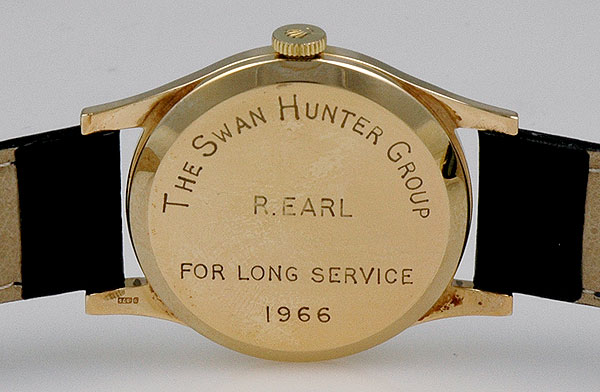 THE SWAN HUNTER GROUP
R. EARL
FOR LONG SERVICE
1966